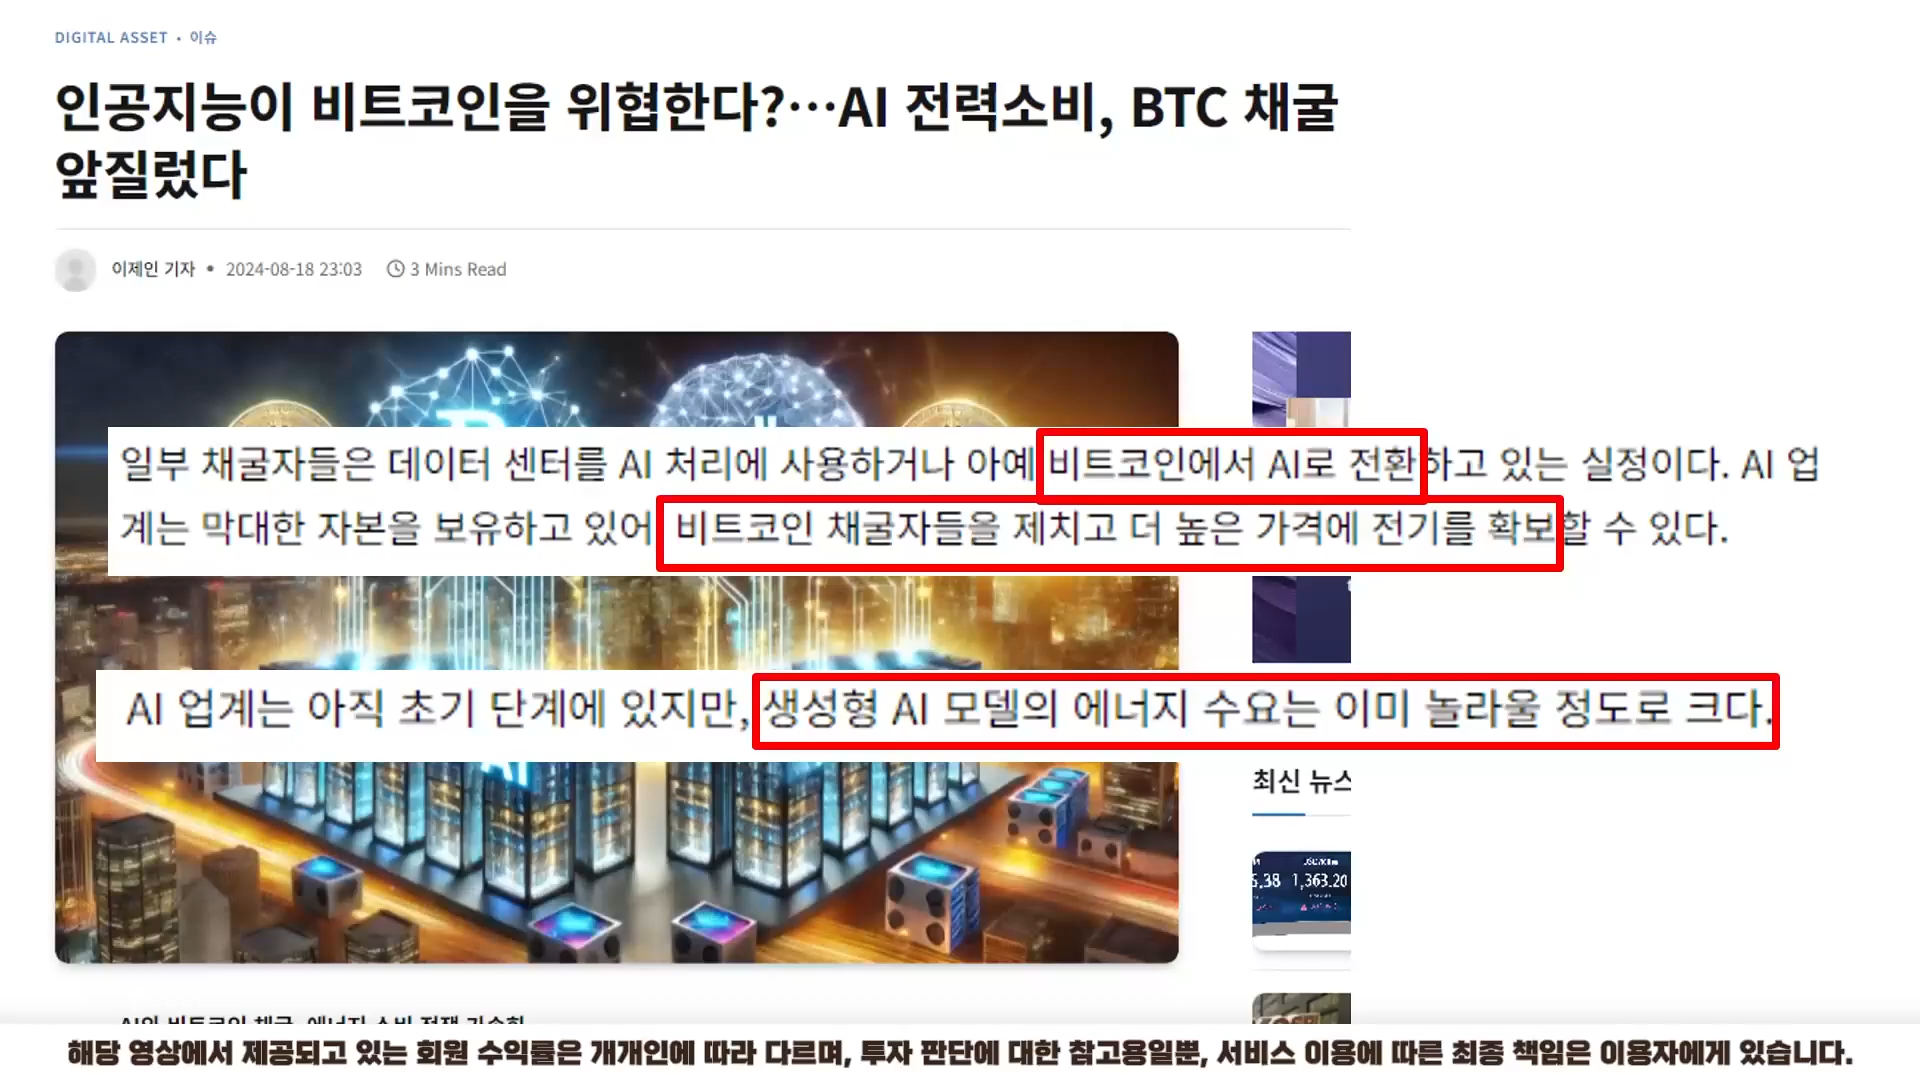 DIGITAL ASSET • 이슈
인공지능이 비트코인을 위협한다?…AI 전력소비, BTC 채굴
앞질렀다
이제인 기자 • 2024-08-18 23:03 3 Mins Read
일부 채굴자들은 데이터 센터를 AI 처리에 사용하거나 아예 비트코인에서 AI로 전환하고 있는 실정이다. AI 업
계는 막대한 자본을 보유하고 있어 비트코인 채굴자들을 제치고 더 높은 가격에 전기를 확보할 수 있다.
AI 업계는 아직 초기 단계에 있지만, 생성형 AI 모델의 에너지 수요는 이미 놀라울 정도로 크다.
AI
최신 뉴스
1,363.20
해당 영상에서 제공되고 있는 회원 수익률은 개개인에 따라 다르며, 투자 판단에 대한 참고용일뿐, 서비스 이용에 따른 최종 책임은 이용자에게 있습니다.